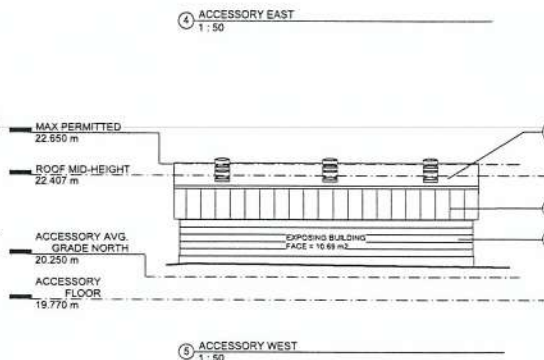 4 ACCESSORY EAST
1 : 50
MAX PERMITTED
22.650 m
ROOF MID-HEIGHT
22.407 m
ACCESSORY AVG.
GRADE NORTH
20.250 m
EXPOSING BUILDING
FACE = 10.69 m2
ACCESSORY
FLOOR
19.770 m
5 ACCESSORY WEST
1 : 50